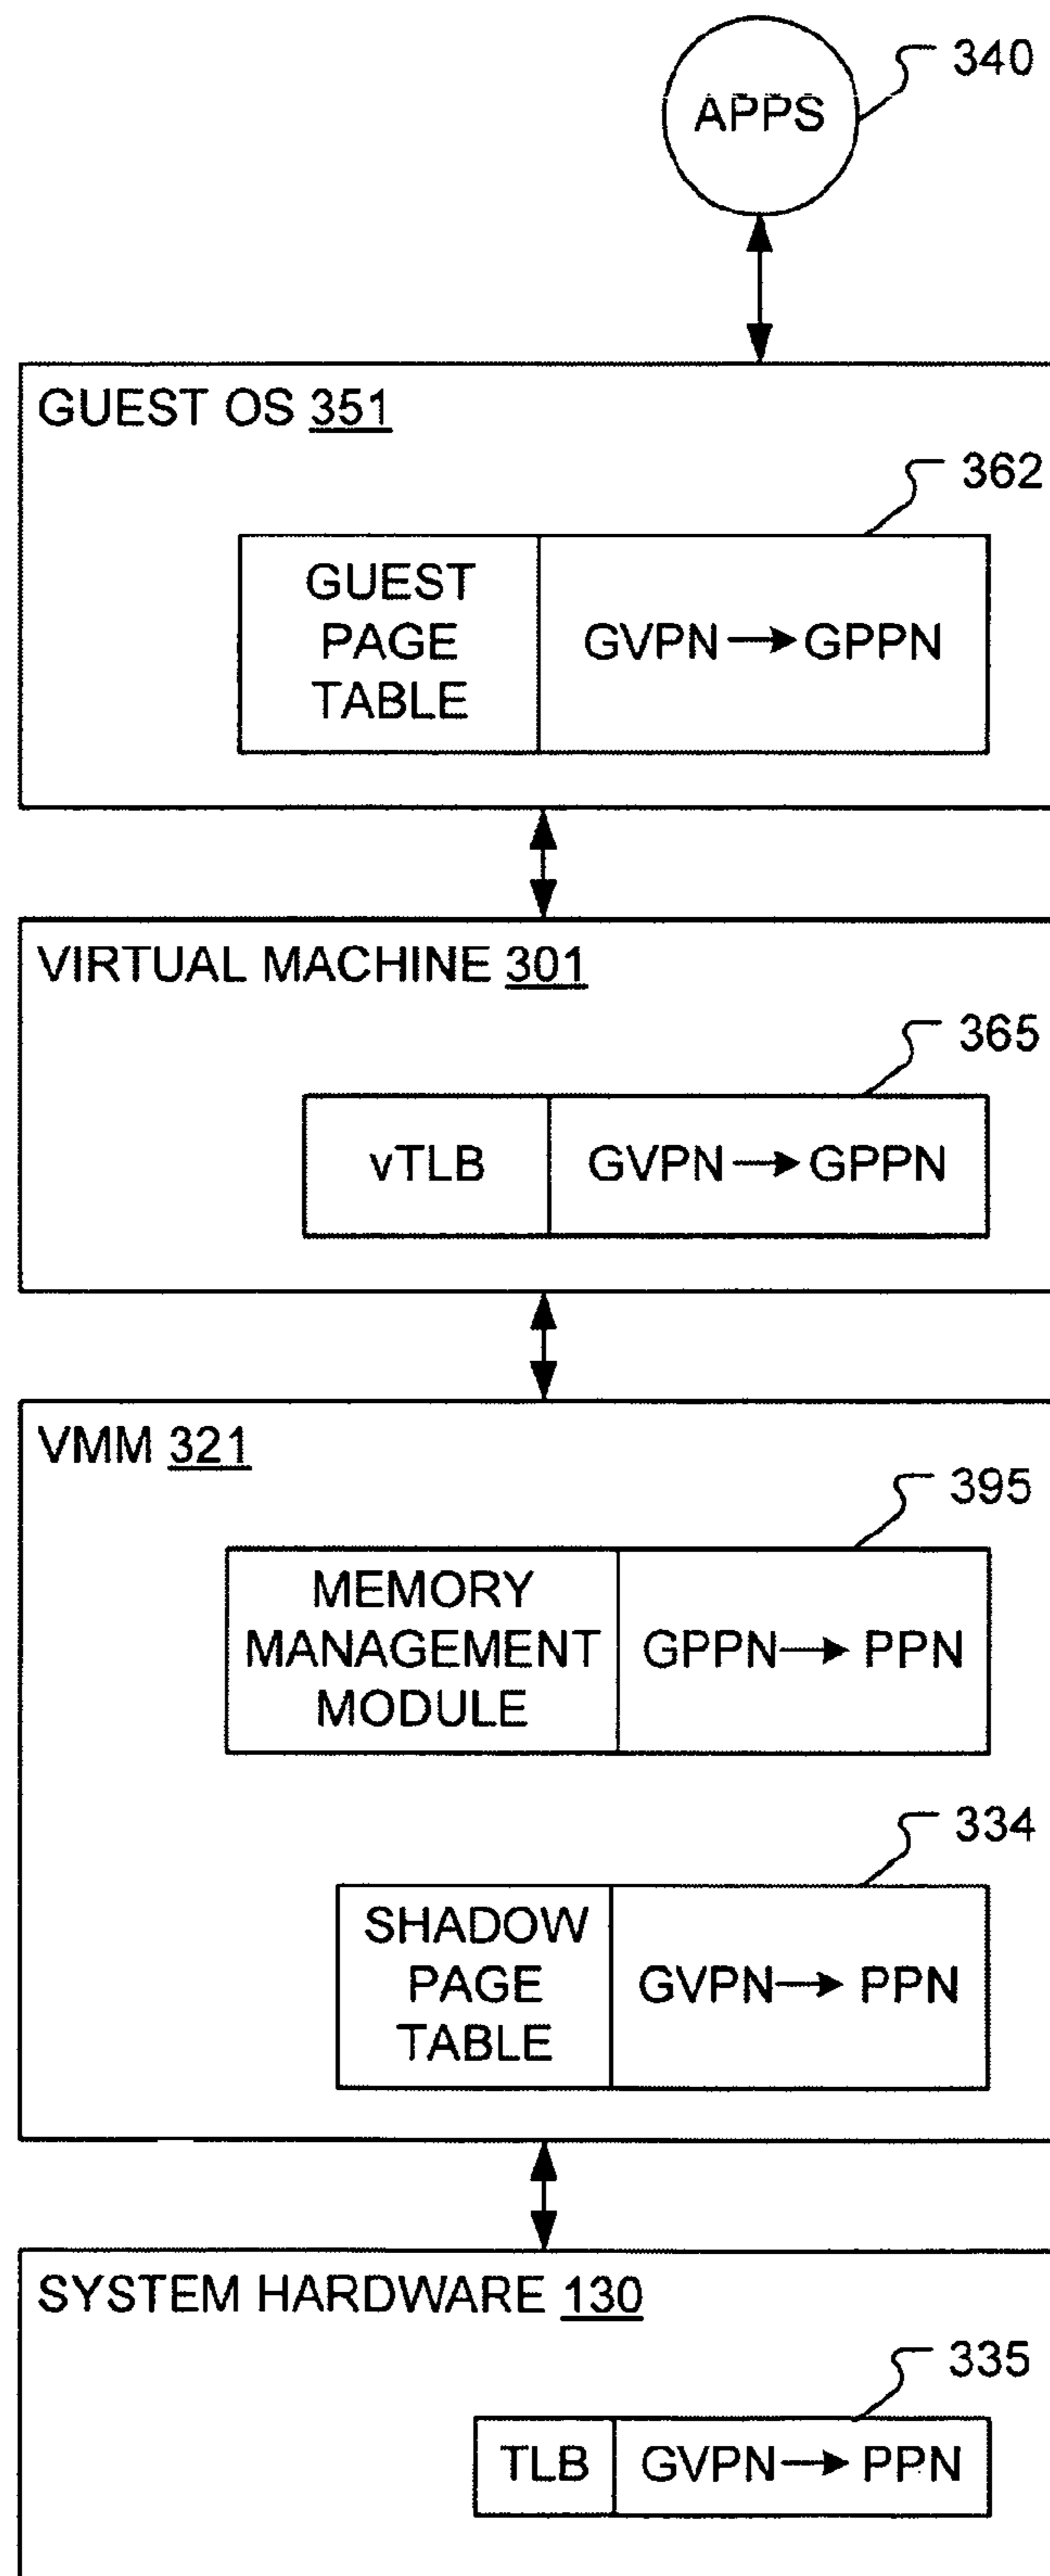 340
APPS
GUEST OS 351
362
GUEST
PAGE
TABLE
GVPN → GPPN
VIRTUAL MACHINE 301
365
vTLB
GVPN → GPPN
VMM 321
395
MEMORY
MANAGEMENT
MODULE
GPPN → PPN
334
SHADOW
PAGE
TABLE
GVPN → PPN
SYSTEM HARDWARE 130
335
TLB
GVPN → PPN